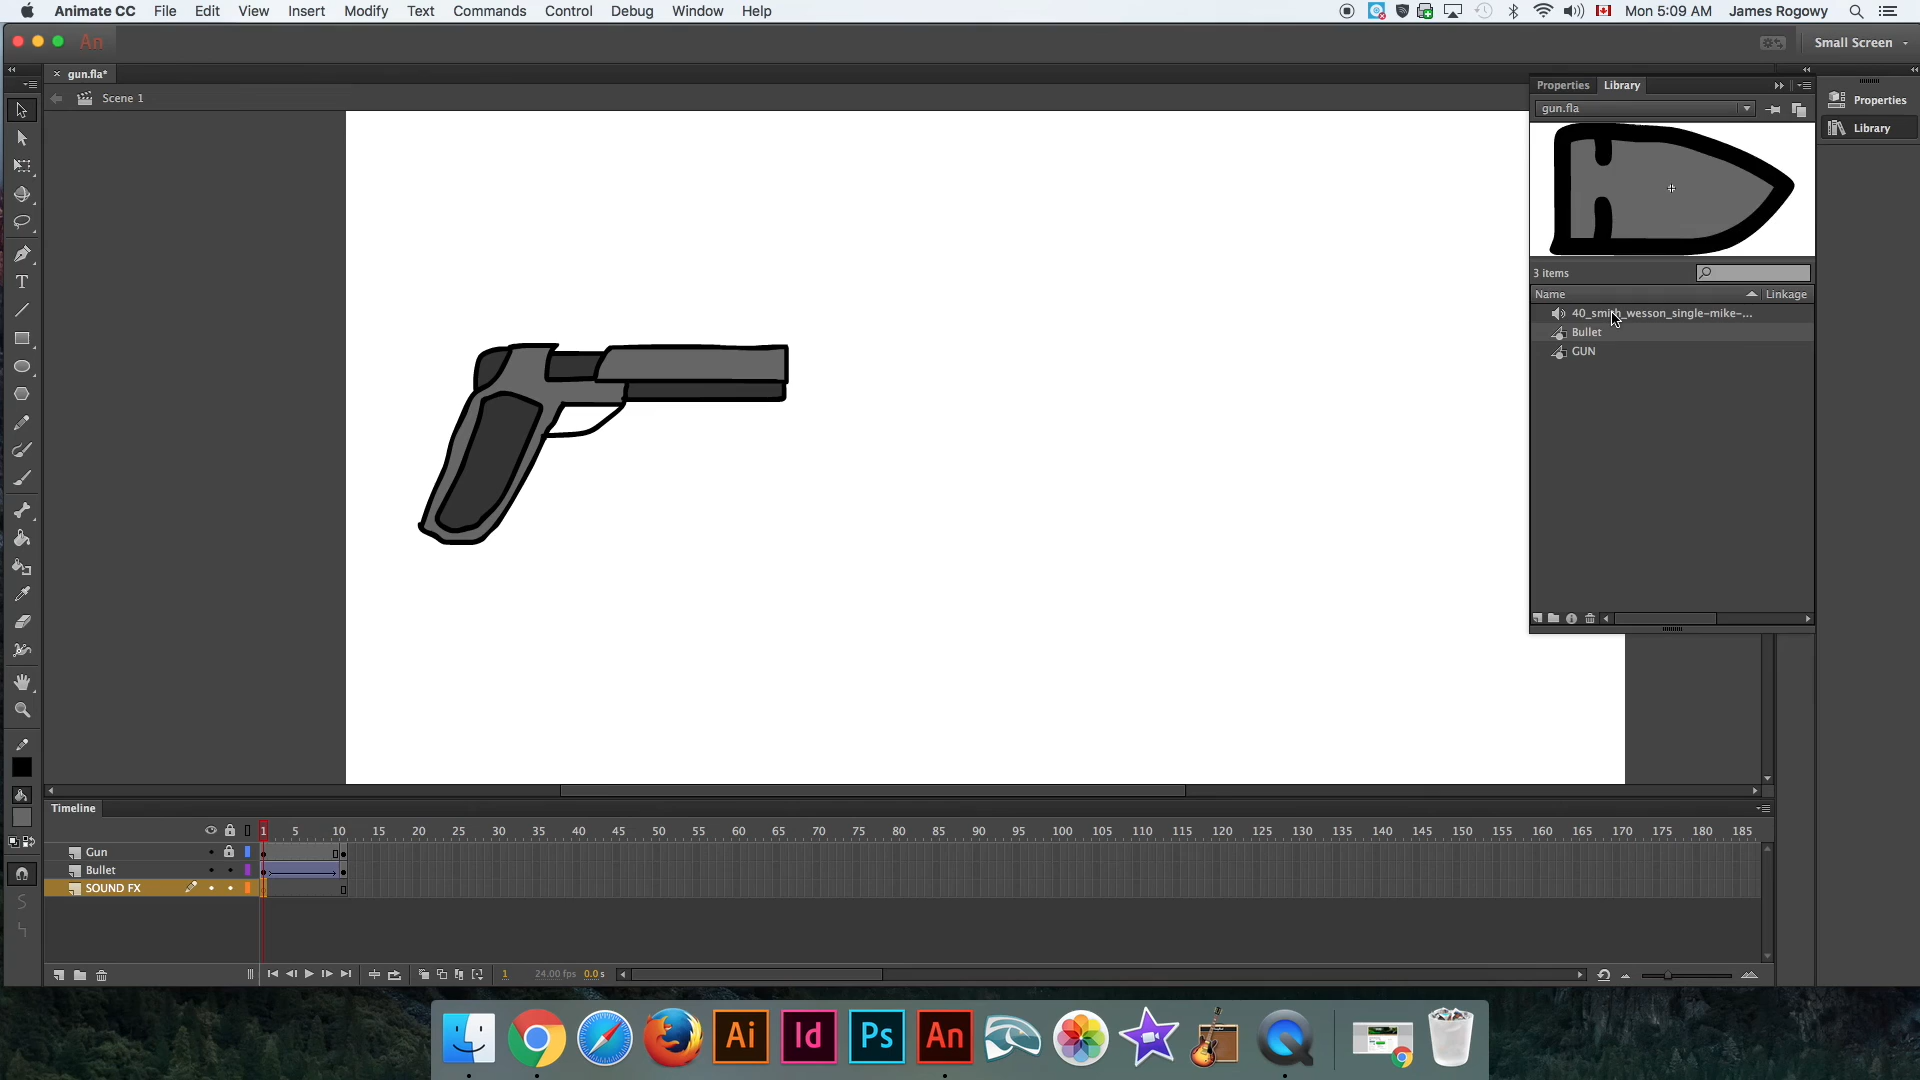 Animate CC File Edit View Insert Modify Text Commands Control Debug Window Help Mon 5:09 AM James Rogowy
An Small Screen
gun.fla*
Scene 1
Properties Library
gun.fla
Properties
Library
3 items
Name Linkage
40_smith_wesson_single-mike-...
Bullet
GUN
T
Timeline
1 5 10 15 20 25 30 35 40 45 50 55 60 65 70 75 80 85 90 95 100 105 110 115 120 125 130 135 140 145 150 155 160 165 170 175 180 185
Gun
Bullet
SOUND FX
1 24.00 fps 0.0 s
Ai Id Ps An